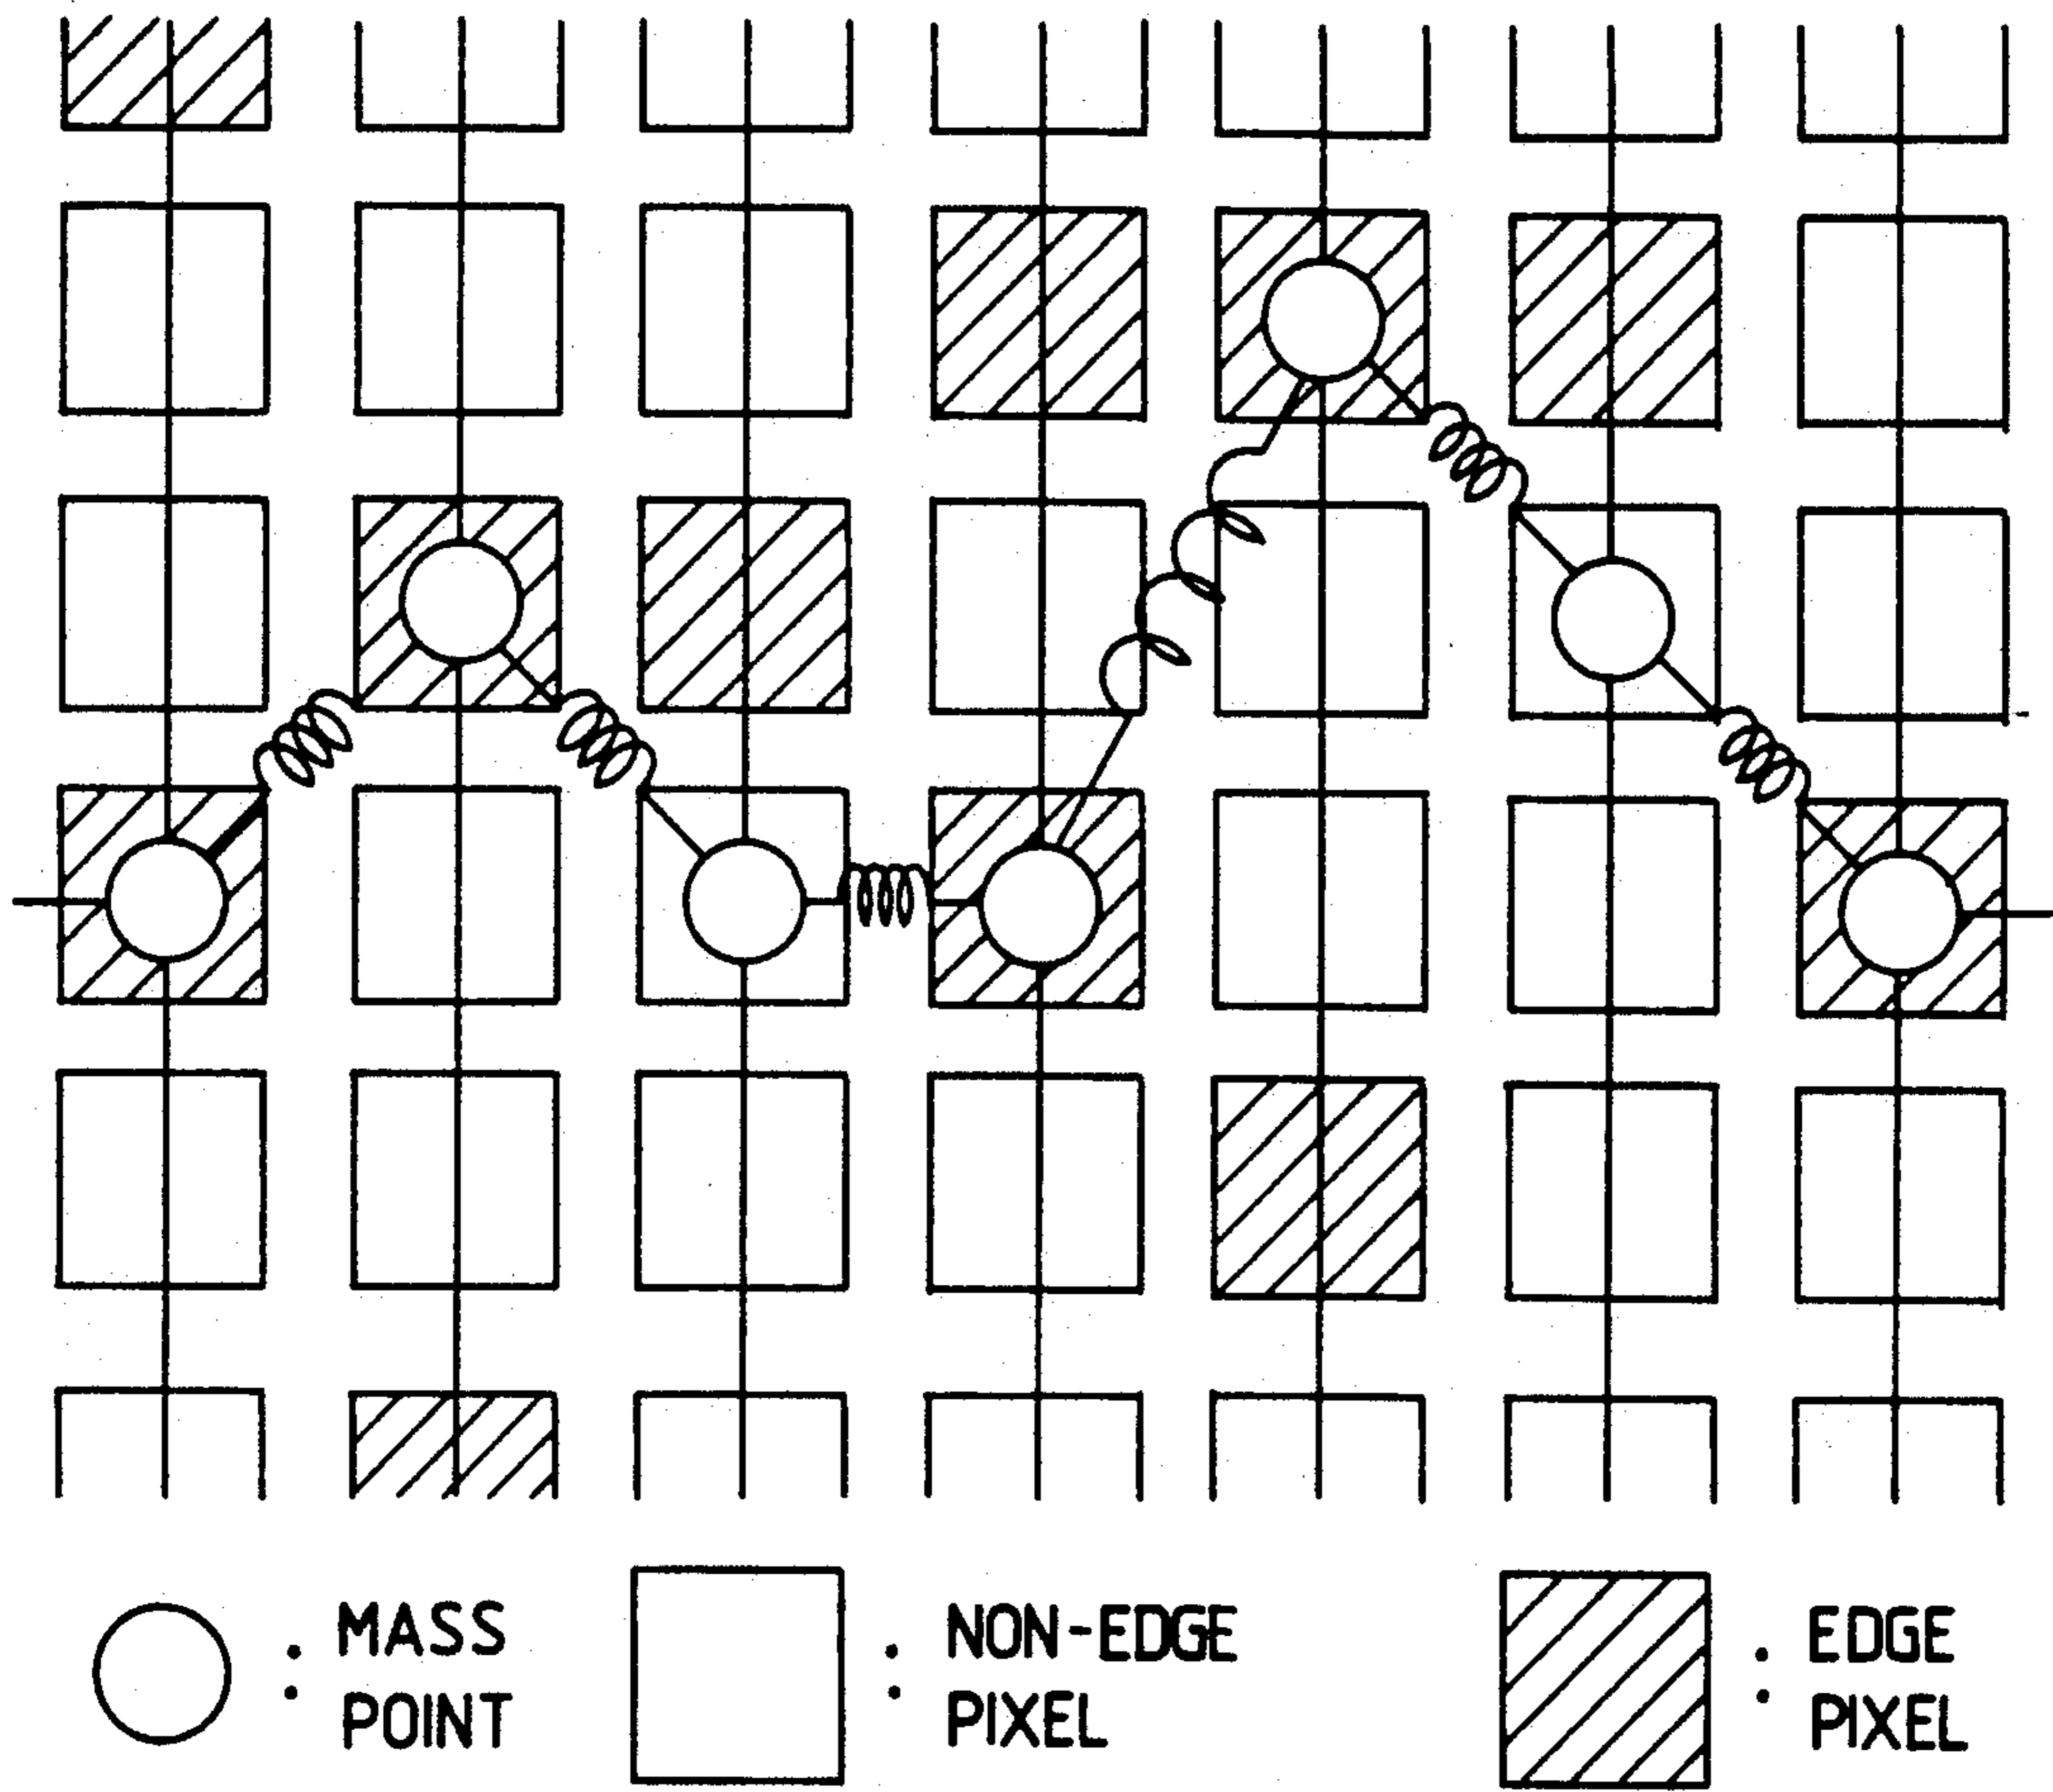 : MASS
POINT
: NON-EDGE
PIXEL
: EDGE
PIXEL